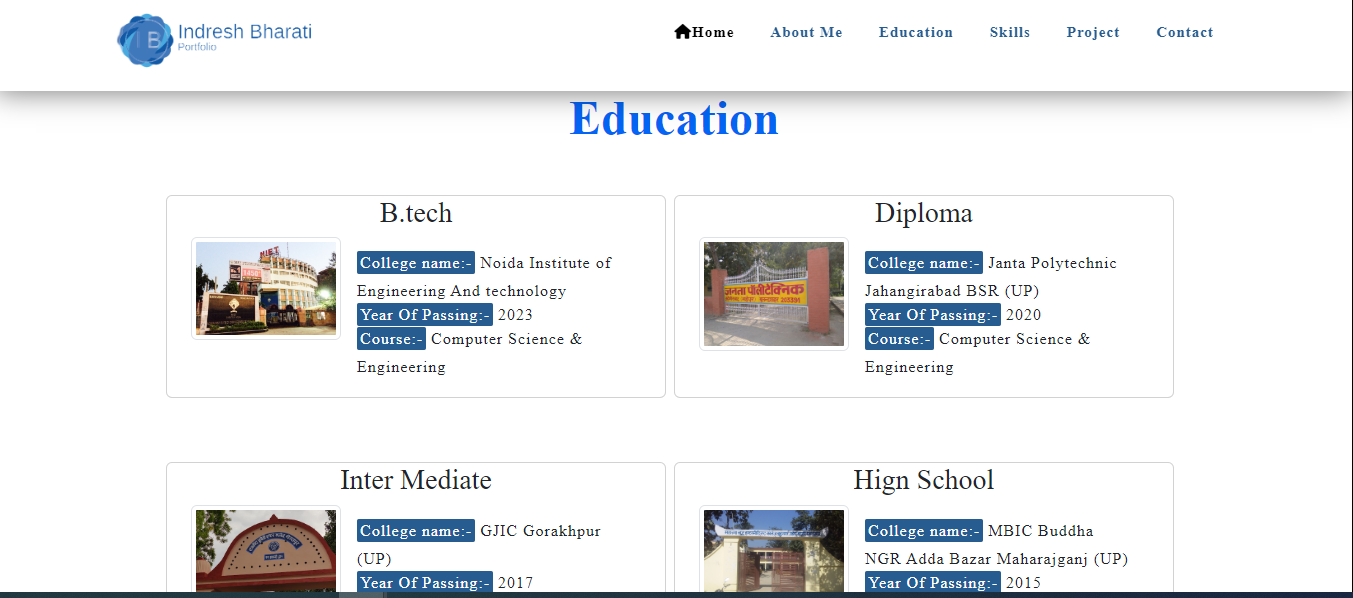 Indresh Bharati
Portfolio
Home About Me Education Skills Project Contact
Education
B.tech
NIET
College name:- Noida Institute of
Engineering And technology
Year Of Passing:- 2023
Course:- Computer Science &
Engineering
Diploma
जनता पोलीटेक्निक
College name:- Janta Polytechnic
Jahangirabad BSR (UP)
Year Of Passing:- 2020
Course:- Computer Science &
Engineering
Inter Mediate
College name:- GJIC Gorakhpur
(UP)
Year Of Passing:- 2017
Hign School
College name:- MBIC Buddha
NGR Adda Bazar Maharajganj (UP)
Year Of Passing:- 2015